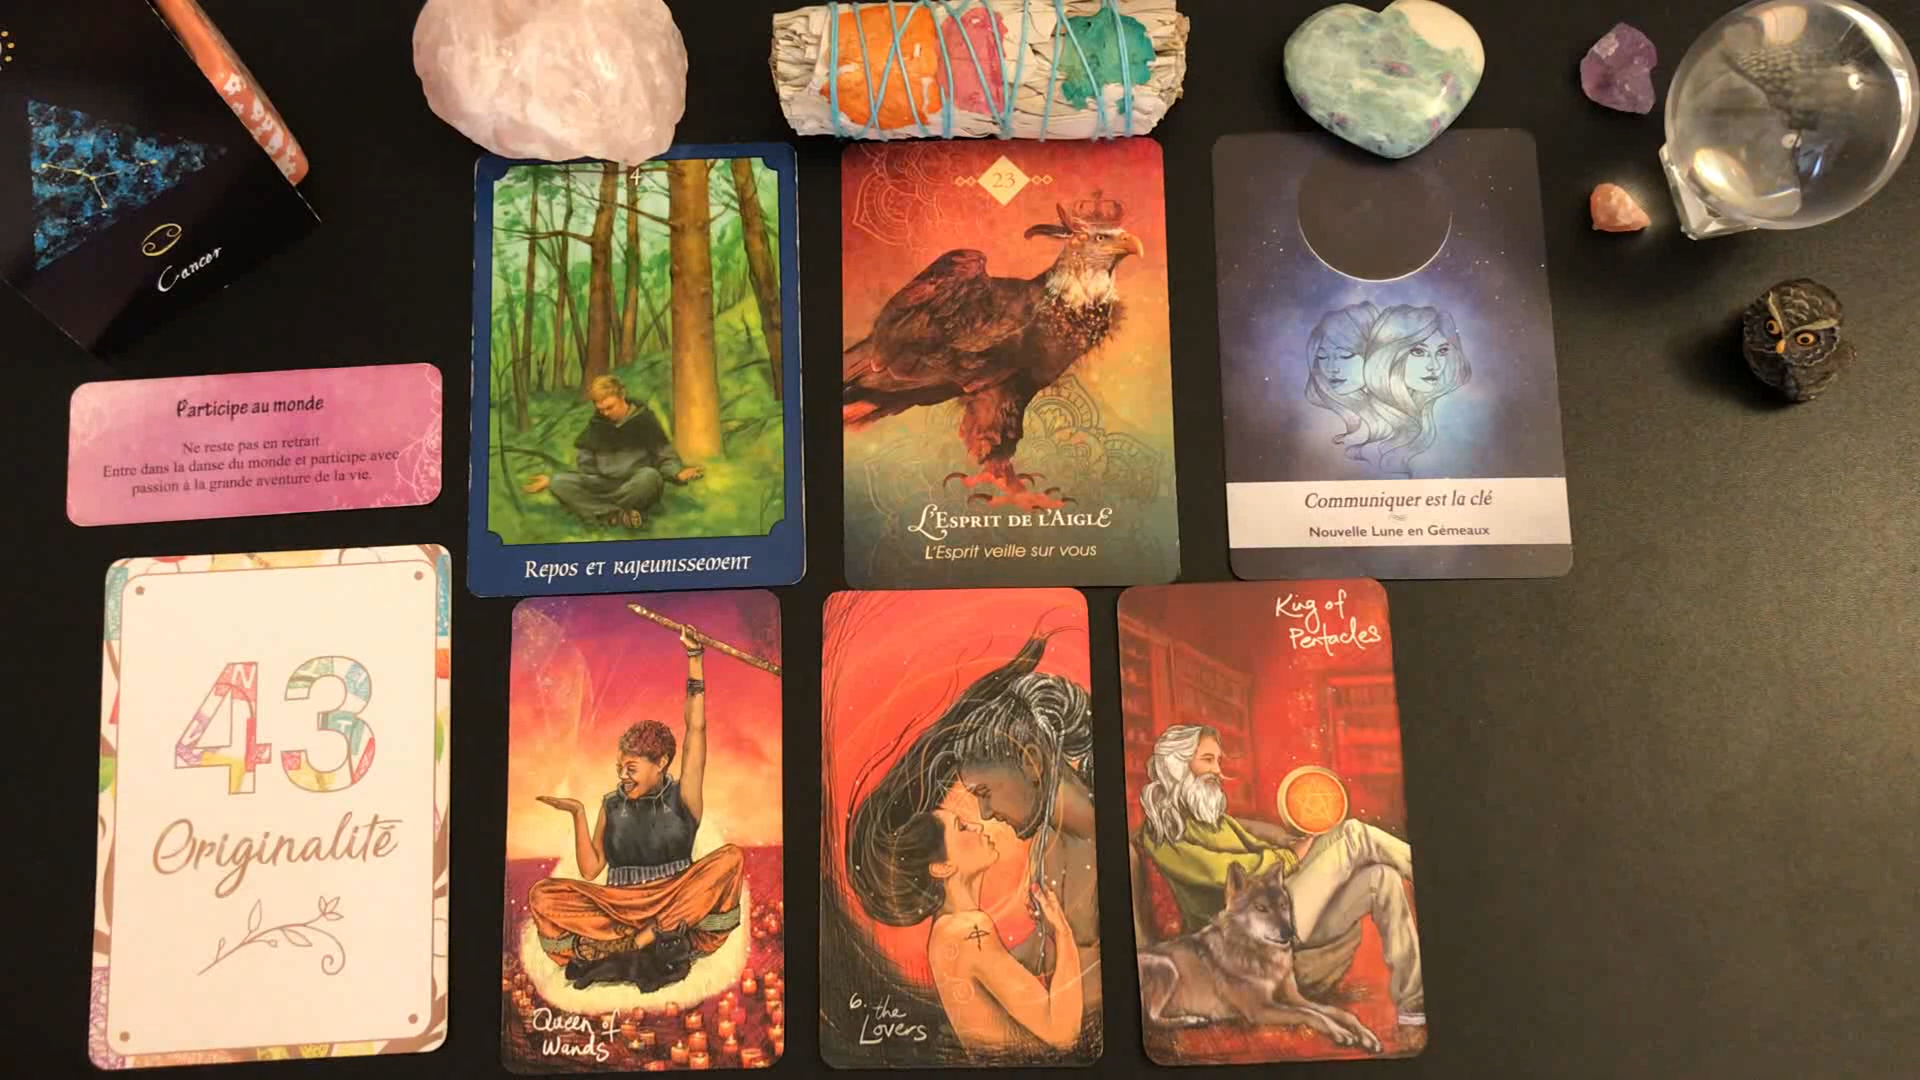 Cancer
Participe au monde
Ne reste pas en retrait.
Entre dans la danse du monde et participe avec
passion à la grande aventure de la vie.
4
Repos et rajeunissement
23
L'Esprit de l'Aigle
L'Esprit veille sur vous
Communiquer est la clé
Nouvelle Lune en Gémeaux
43
Originalité
Queen of
Wands
6. the
Lovers
King of
Pentacles